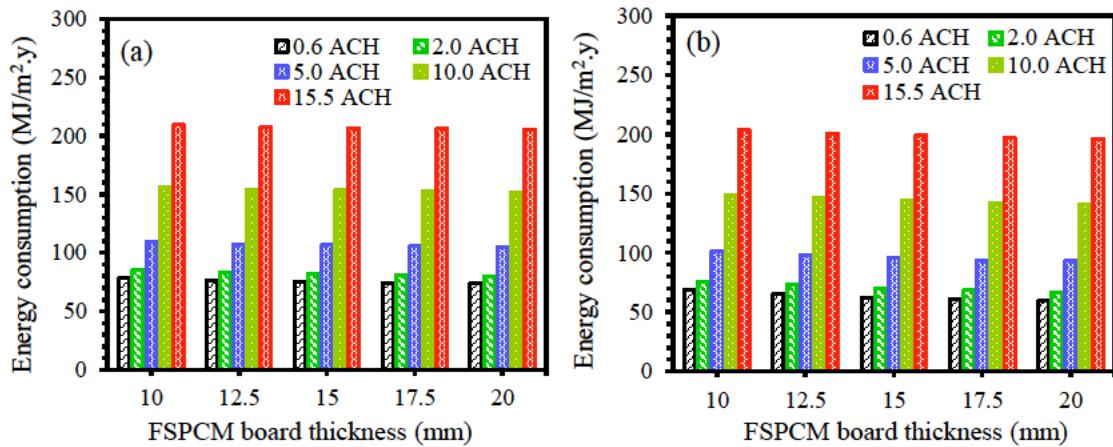 (a)
0.6 ACH
2.0 ACH
5.0 ACH
10.0 ACH
15.5 ACH
Energy consumption (MJ/m².y)
300
250
200
150
100
50
0
10 12.5 15 17.5 20
FSPCM board thickness (mm)
(b)
0.6 ACH
2.0 ACH
5.0 ACH
10.0 ACH
15.5 ACH
Energy consumption (MJ/m².y)
300
250
200
150
100
50
0
10 12.5 15 17.5 20
FSPCM board thickness (mm)